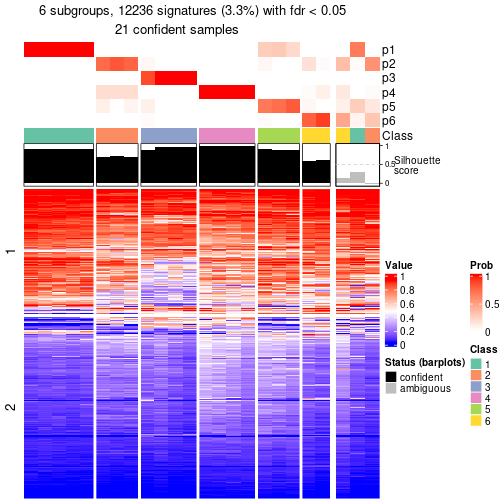 6 subgroups, 12236 signatures (3.3%) with fdr < 0.05
21 confident samples
p1
p2
p3
p4
p5
p6
Class
1
0.5
0
Silhouette
score
1
2
Value
1
0.8
0.6
0.4
0.2
0
Status (barplots)
confident
ambiguous
Prob
1
0.5
0
Class
1
2
3
4
5
6